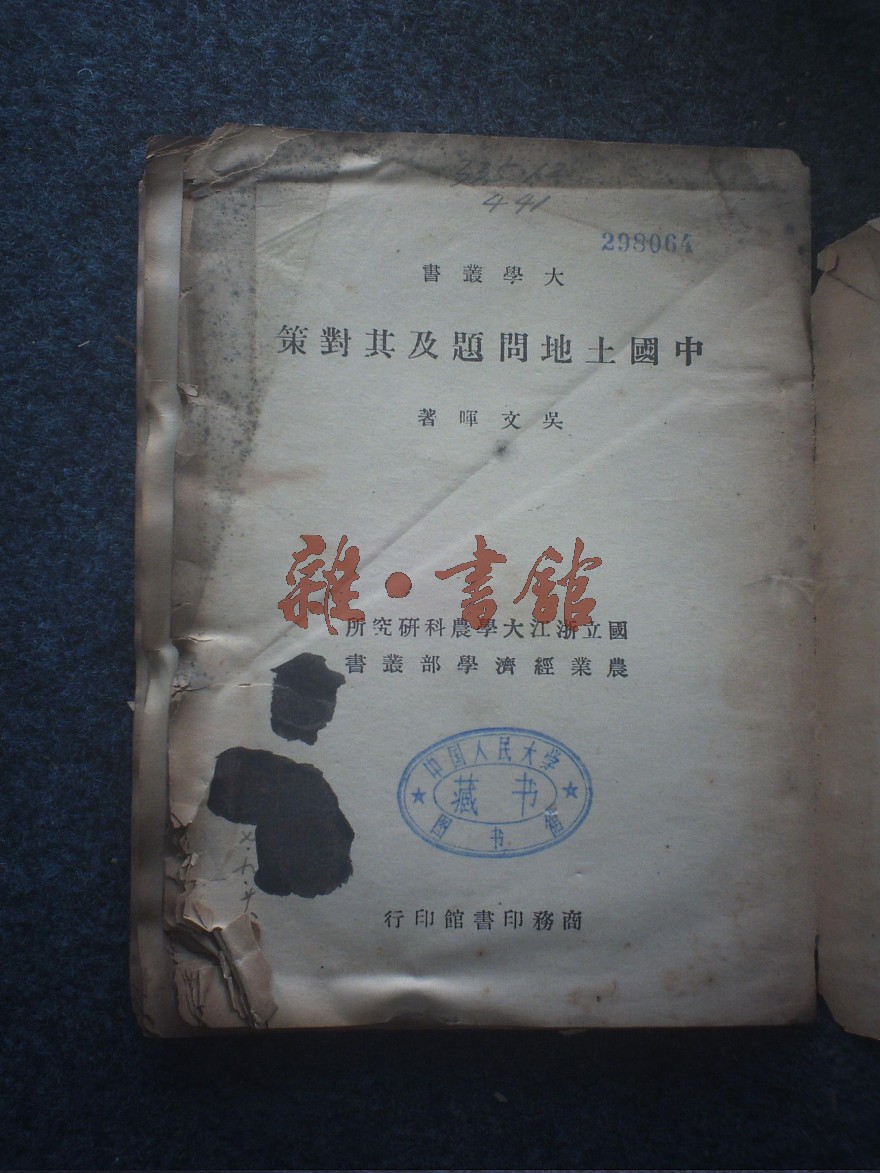 441
298064
大學叢書
中國土地問題及其對策
吳文暉著
雜·書館
國立浙江大學農科研究所
農業經濟學部叢書
中国人民大学
藏书
图书馆
商務印書館印行